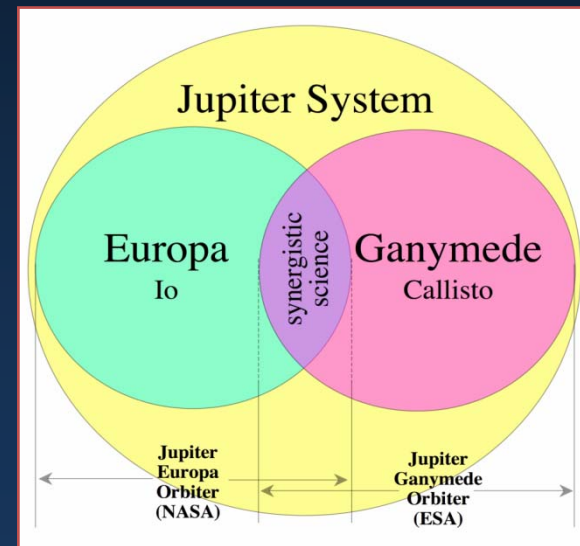 Jupiter System
Europa
Io
synergistic
science
Ganymede
Callisto
Jupiter
Europa
Orbiter
(NASA)
Jupiter
Ganymede
Orbiter
(ESA)